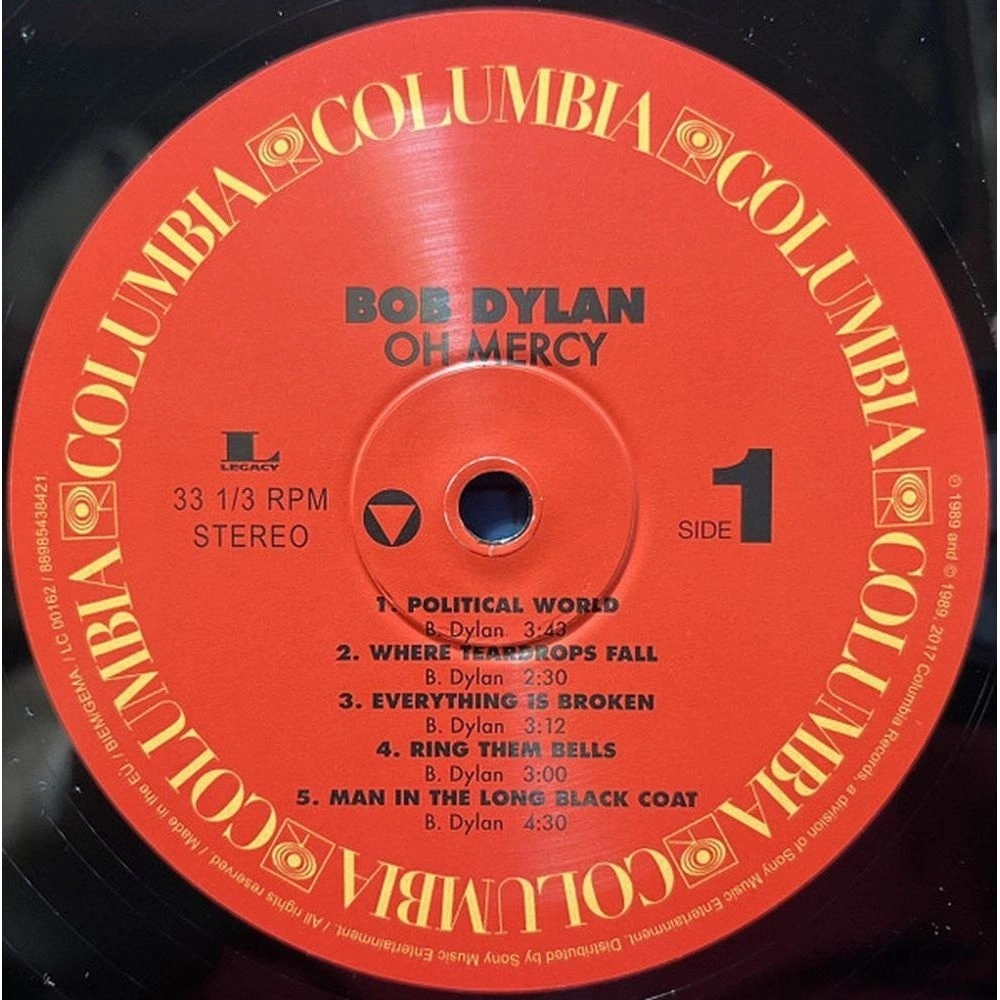 COLUMBIA
COLUMBIA
COLUMBIA
COLUMBIA
COLUMBIA
COLUMBIA
COLUMBIA
COLUMBIA
BOB DYLAN
OH MERCY
L
LEGACY
33 1/3 RPM
STEREO
SIDE 1
1. POLITICAL WORLD
B. Dylan 3:43
2. WHERE TEARDROPS FALL
B. Dylan 2:30
3. EVERYTHING IS BROKEN
B. Dylan 3:12
4. RING THEM BELLS
B. Dylan 3:00
5. MAN IN THE LONG BLACK COAT
B. Dylan 4:30
℗ 1989 and © 1989, 2017 Columbia Records, a division of Sony Music Entertainment. Distributed by Sony Music Entertainment. / All rights reserved. / Made in the EU / BIEM/GEMA. / LC 00162 / 88985438421